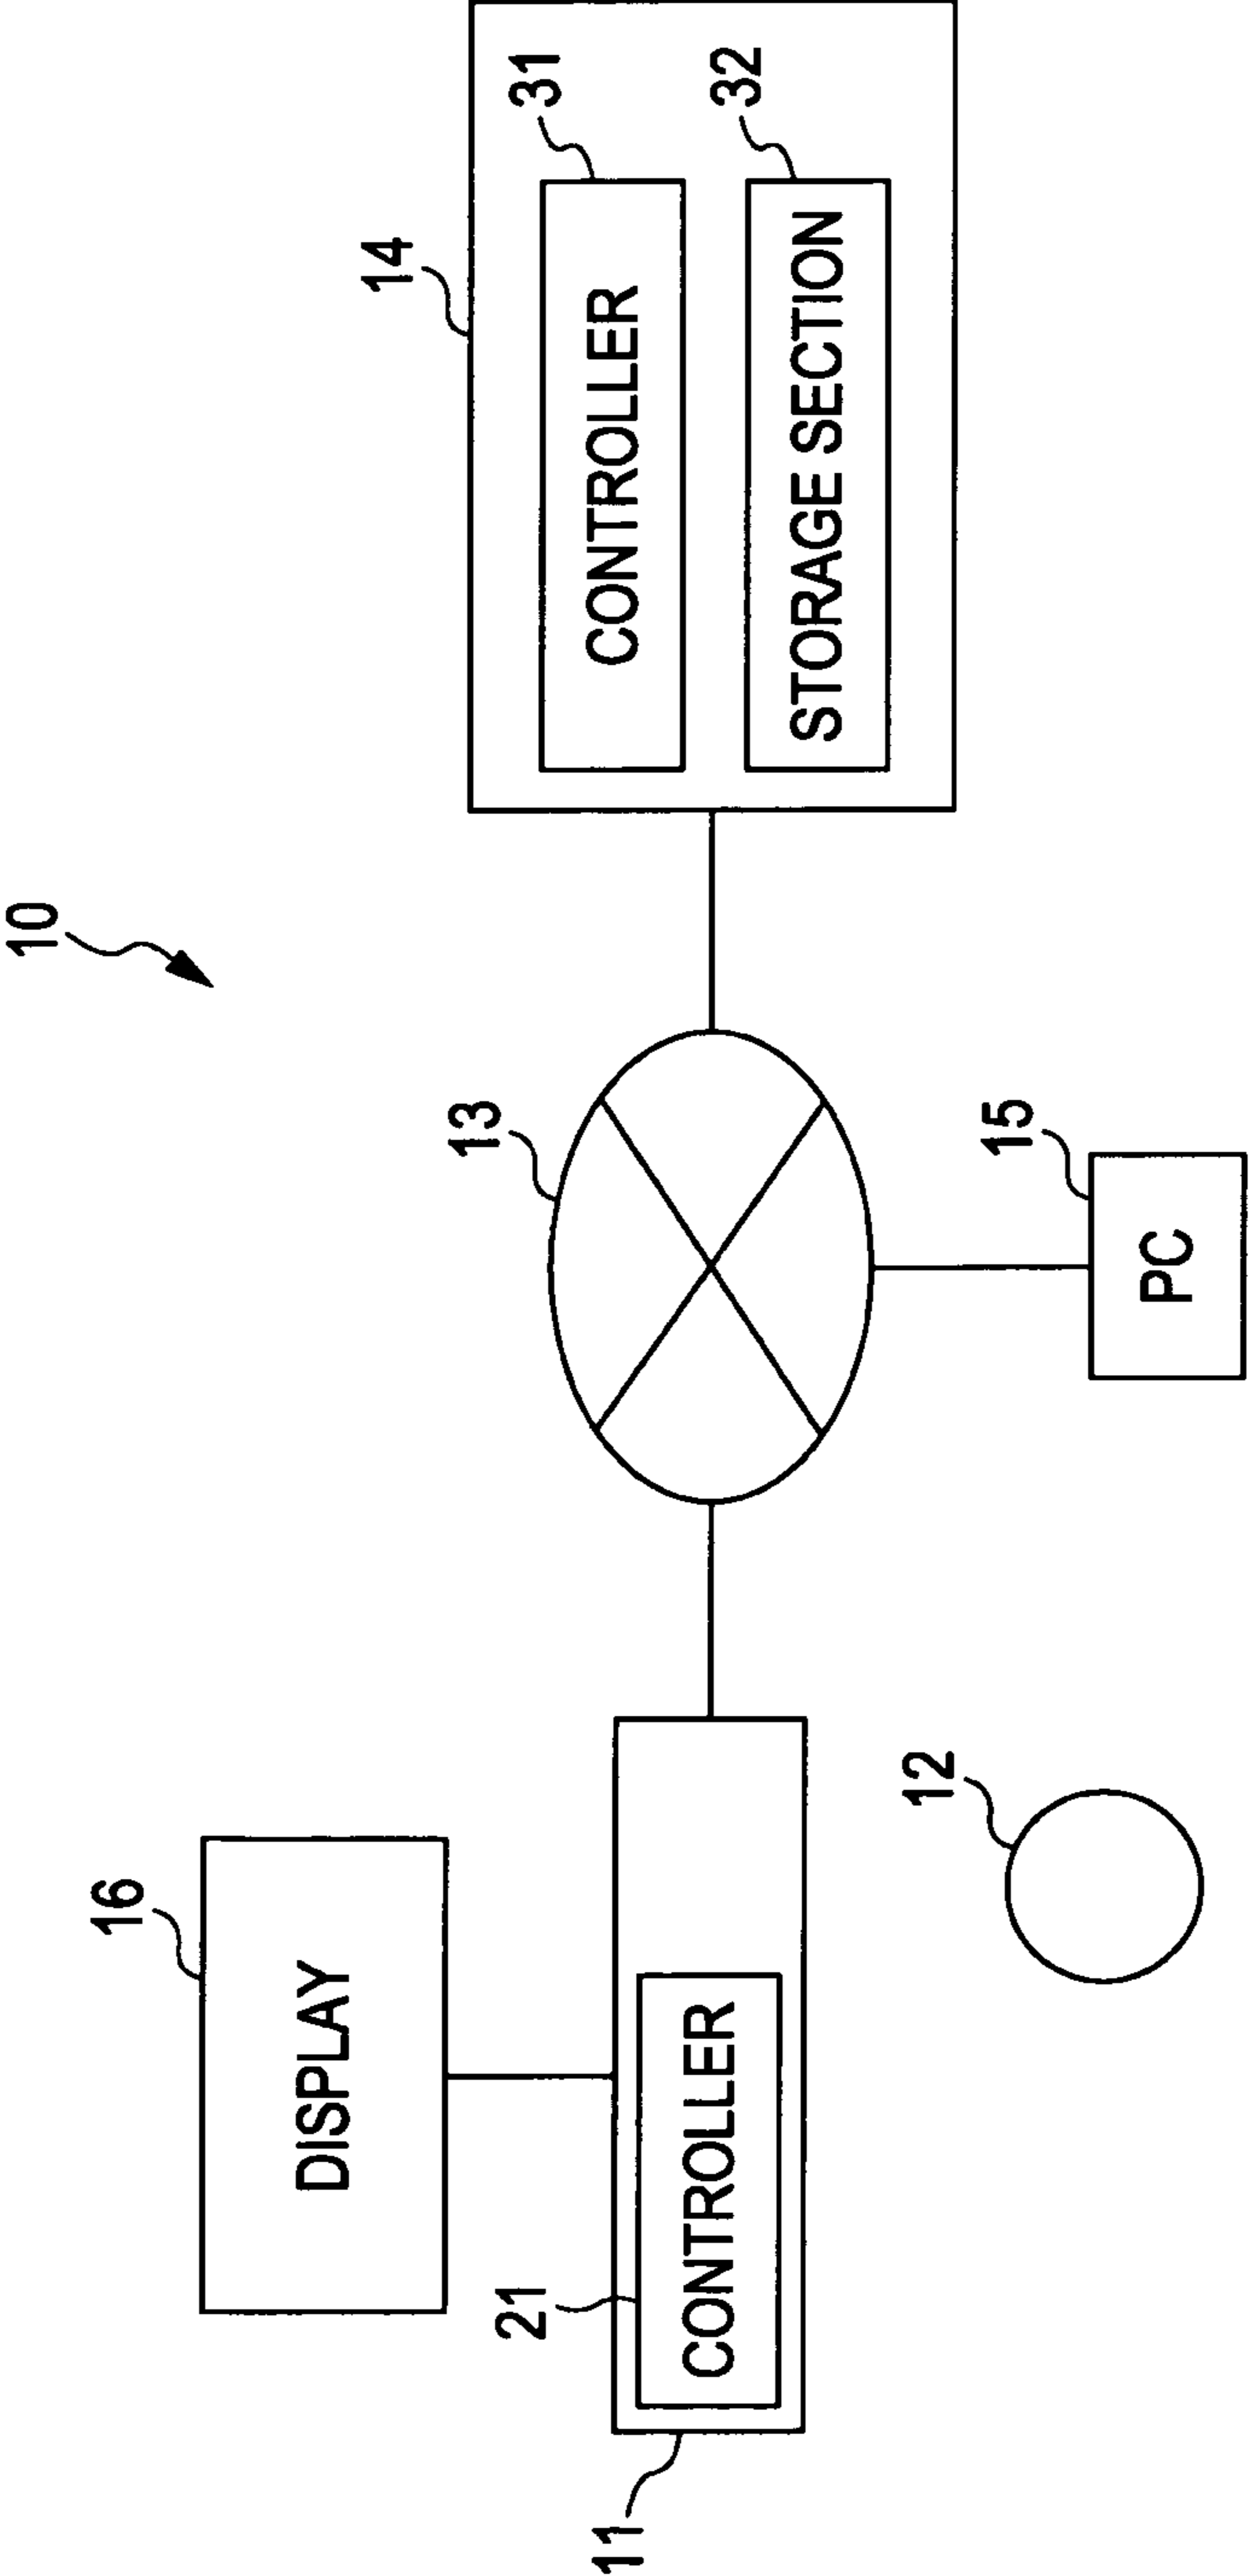 10
16
DISPLAY
13
14
CONTROLLER
31
STORAGE SECTION
32
21
CONTROLLER
11
12
15
PC